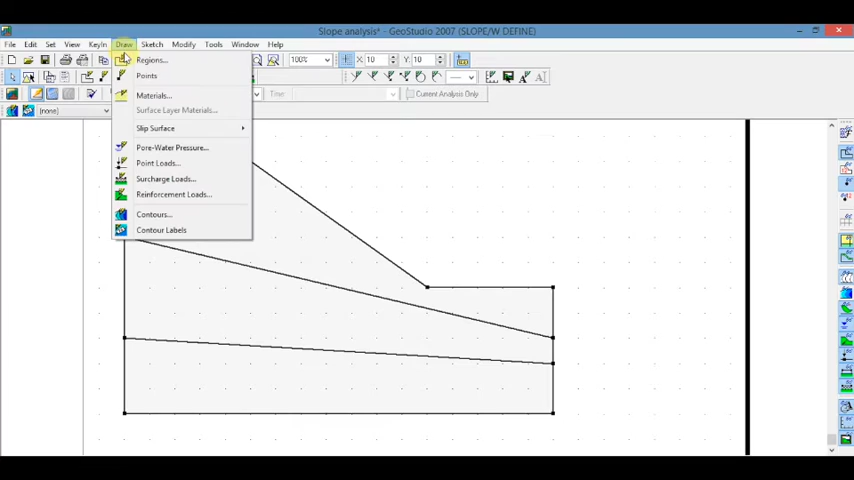 Slope analysis* - GeoStudio 2007 (SLOPE/W DEFINE)
File Edit Set View KeyIn Draw Sketch Modify Tools Window Help
100% X: 10 Y: 10
Time: Current Analysis Only
(none)
Regions...
Points
Materials...
Surface Layer Materials...
Slip Surface
Pore-Water Pressure...
Point Loads...
Surcharge Loads...
Reinforcement Loads...
Contours...
Contour Labels